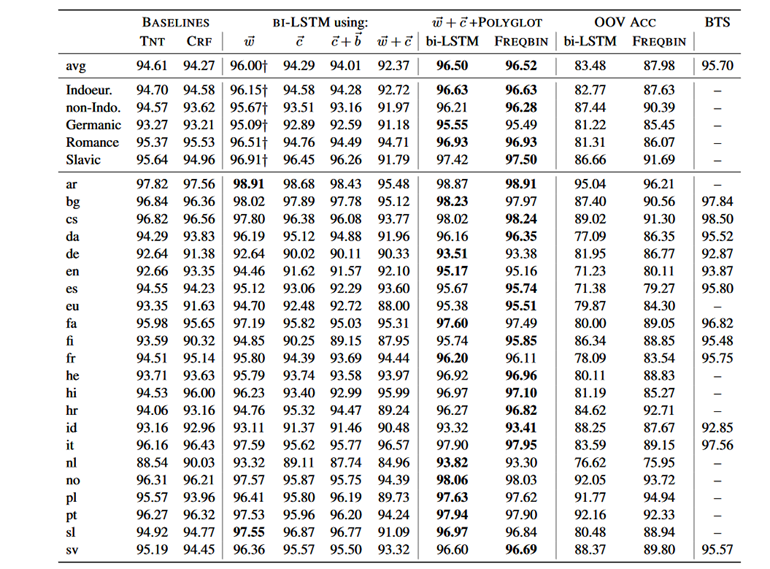 BASELINES BI-LSTM using: w⃗ + c⃗ +POLYGLOT OOV ACC BTS
TNT CRF w⃗ c⃗ c⃗ + b⃗ w⃗ + c⃗ bi-LSTM FREQBIN bi-LSTM FREQBIN
avg 94.61 94.27 96.00† 94.29 94.01 92.37 96.50 96.52 83.48 87.98 95.70
Indoeur. 94.70 94.58 96.15† 94.58 94.28 92.72 96.63 96.63 82.77 87.63 –
non-Indo. 94.57 93.62 95.67† 93.51 93.16 91.97 96.21 96.28 87.44 90.39 –
Germanic 93.27 93.21 95.09† 92.89 92.59 91.18 95.55 95.49 81.22 85.45 –
Romance 95.37 95.53 96.51† 94.76 94.49 94.71 96.93 96.93 81.31 86.07 –
Slavic 95.64 94.96 96.91† 96.45 96.26 91.79 97.42 97.50 86.66 91.69 –
ar 97.82 97.56 98.91 98.68 98.43 95.48 98.87 98.91 95.04 96.21 –
bg 96.84 96.36 98.02 97.89 97.78 95.12 98.23 97.97 87.40 90.56 97.84
cs 96.82 96.56 97.80 96.38 96.08 93.77 98.02 98.24 89.02 91.30 98.50
da 94.29 93.83 96.19 95.12 94.88 91.96 96.16 96.35 77.09 86.35 95.52
de 92.64 91.38 92.64 90.02 90.11 90.33 93.51 93.38 81.95 86.77 92.87
en 92.66 93.35 94.46 91.62 91.57 92.10 95.17 95.16 71.23 80.11 93.87
es 94.55 94.23 95.12 93.06 92.29 93.60 95.67 95.74 71.38 79.27 95.80
eu 93.35 91.63 94.70 92.48 92.72 88.00 95.38 95.51 79.87 84.30 –
fa 95.98 95.65 97.19 95.82 95.03 95.31 97.60 97.49 80.00 89.05 96.82
fi 93.59 90.32 94.85 90.25 89.15 87.95 95.74 95.85 86.34 88.85 95.48
fr 94.51 95.14 95.80 94.39 93.69 94.44 96.20 96.11 78.09 83.54 95.75
he 93.71 93.63 95.79 93.74 93.58 93.97 96.92 96.96 80.11 88.83 –
hi 94.53 96.00 96.23 93.40 92.99 95.99 96.97 97.10 81.19 85.27 –
hr 94.06 93.16 94.76 95.32 94.47 89.24 96.27 96.82 84.62 92.71 –
id 93.16 92.96 93.11 91.37 91.46 90.48 93.32 93.41 88.25 87.67 92.85
it 96.16 96.43 97.59 95.62 95.77 96.57 97.90 97.95 83.59 89.15 97.56
nl 88.54 90.03 93.32 89.11 87.74 84.96 93.82 93.30 76.62 75.95 –
no 96.31 96.21 97.57 95.87 95.75 94.39 98.06 98.03 92.05 93.72 –
pl 95.57 93.96 96.41 95.80 96.19 89.73 97.63 97.62 91.77 94.94 –
pt 96.27 96.32 97.53 95.96 96.20 94.24 97.94 97.90 92.16 92.33 –
sl 94.92 94.77 97.55 96.87 96.77 91.09 96.97 96.84 80.48 88.94 –
sv 95.19 94.45 96.36 95.57 95.50 93.32 96.60 96.69 88.37 89.80 95.57